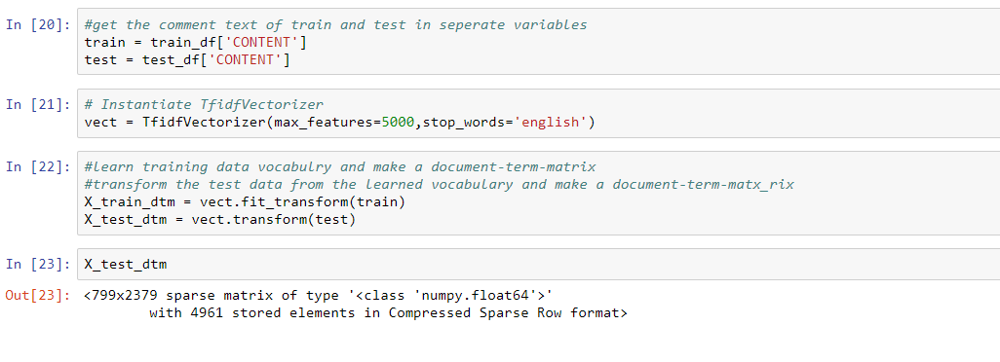 In [20]: #get the comment text of train and test in seperate variables
train = train_df['CONTENT']
test = test_df['CONTENT']
In [21]: # Instantiate TfidfVectorizer
vect = TfidfVectorizer(max_features=5000,stop_words='english')
In [22]: #learn training data vocabulry and make a document-term-matrix
#transform the test data from the learned vocabulary and make a document-term-matx_rix
X_train_dtm = vect.fit_transform(train)
X_test_dtm = vect.transform(test)
In [23]: X_test_dtm
Out[23]: <799x2379 sparse matrix of type '<class 'numpy.float64'>'
with 4961 stored elements in Compressed Sparse Row format>